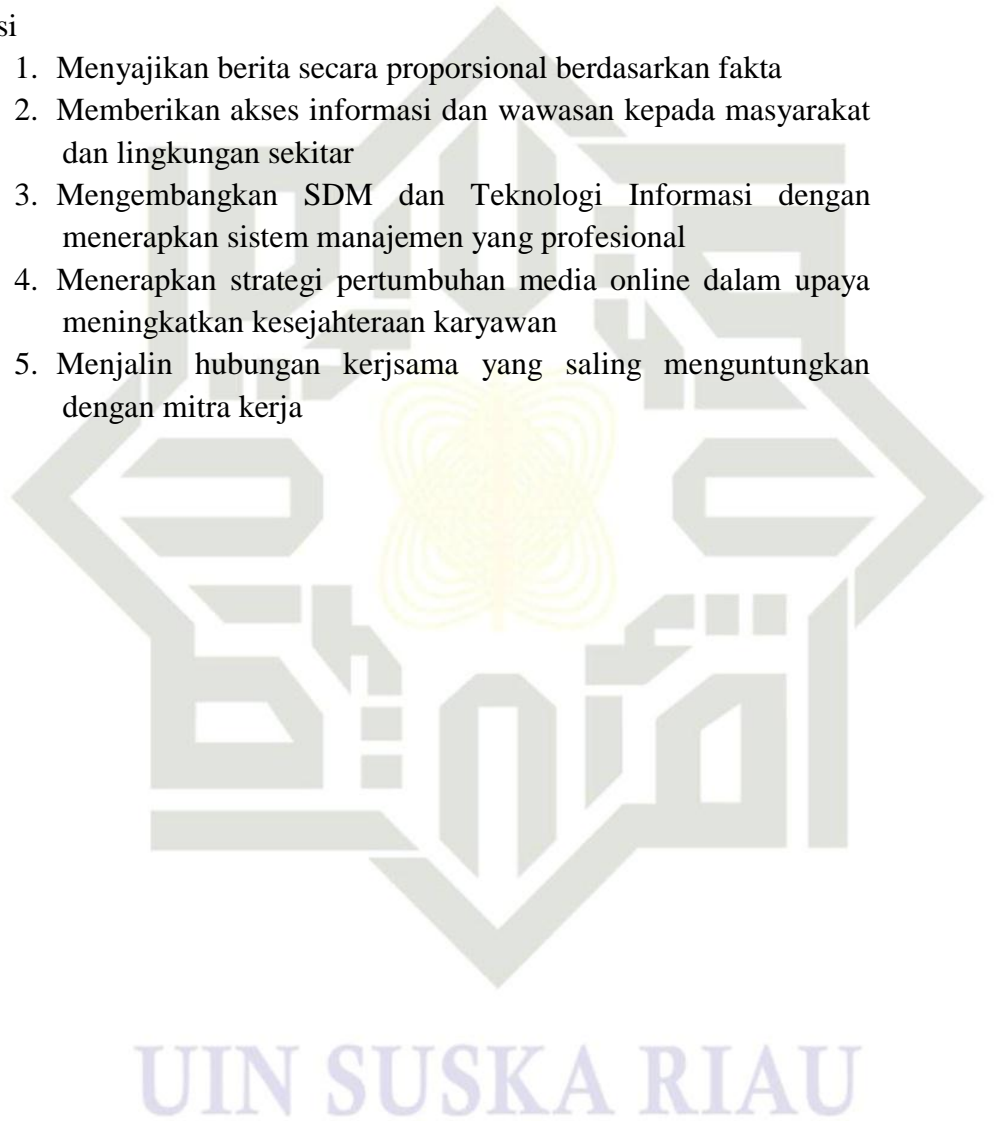 si
1. Menyajikan berita secara proporsional berdasarkan fakta
2. Memberikan akses informasi dan wawasan kepada masyarakat
dan lingkungan sekitar
3. Mengembangkan SDM dan Teknologi Informasi dengan
menerapkan sistem manajemen yang profesional
4. Menerapkan strategi pertumbuhan media online dalam upaya
meningkatkan kesejahteraan karyawan
5. Menjalin hubungan kerjsama yang saling menguntungkan
dengan mitra kerja
UIN SUSKA RIAU